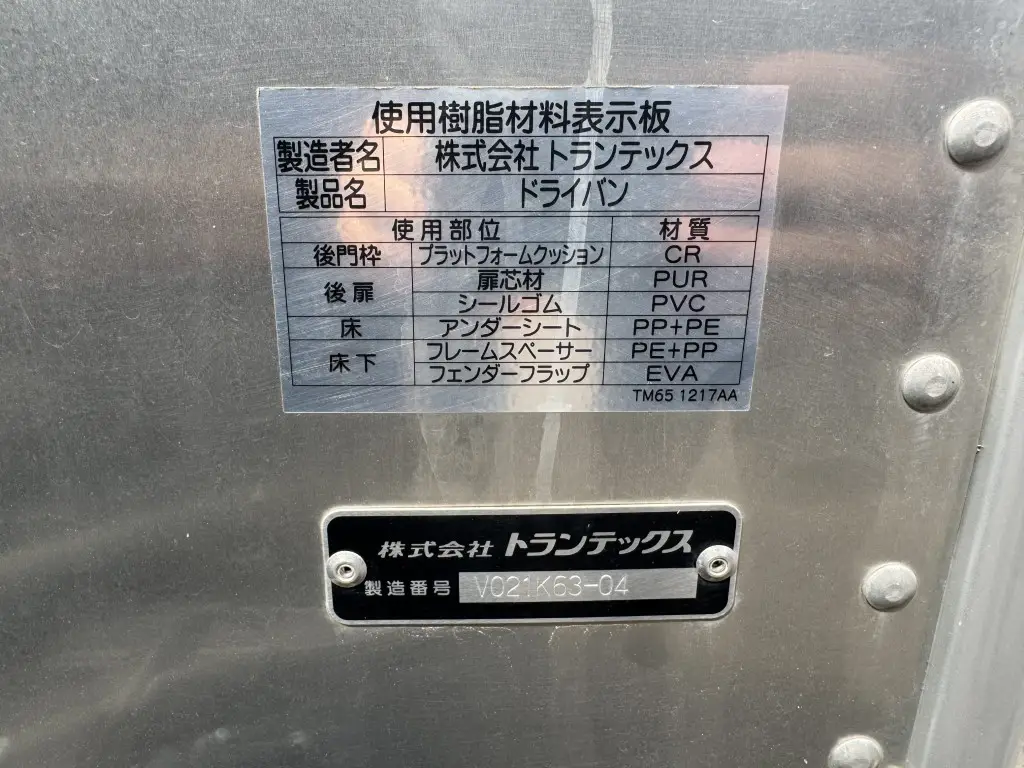 使用樹脂材料表示板
製造者名 株式会社 トランテックス
製品名 ドライバン
使用部位 材質
後門枠 プラットフォームクッション CR
後扉 扉芯材 PUR
シールゴム PVC
床 アンダーシート PP+PE
床下 フレームスペーサー PE+PP
フェンダーフラップ EVA
TM65 1217AA
株式会社 トランテックス
製造番号 V021K63-04